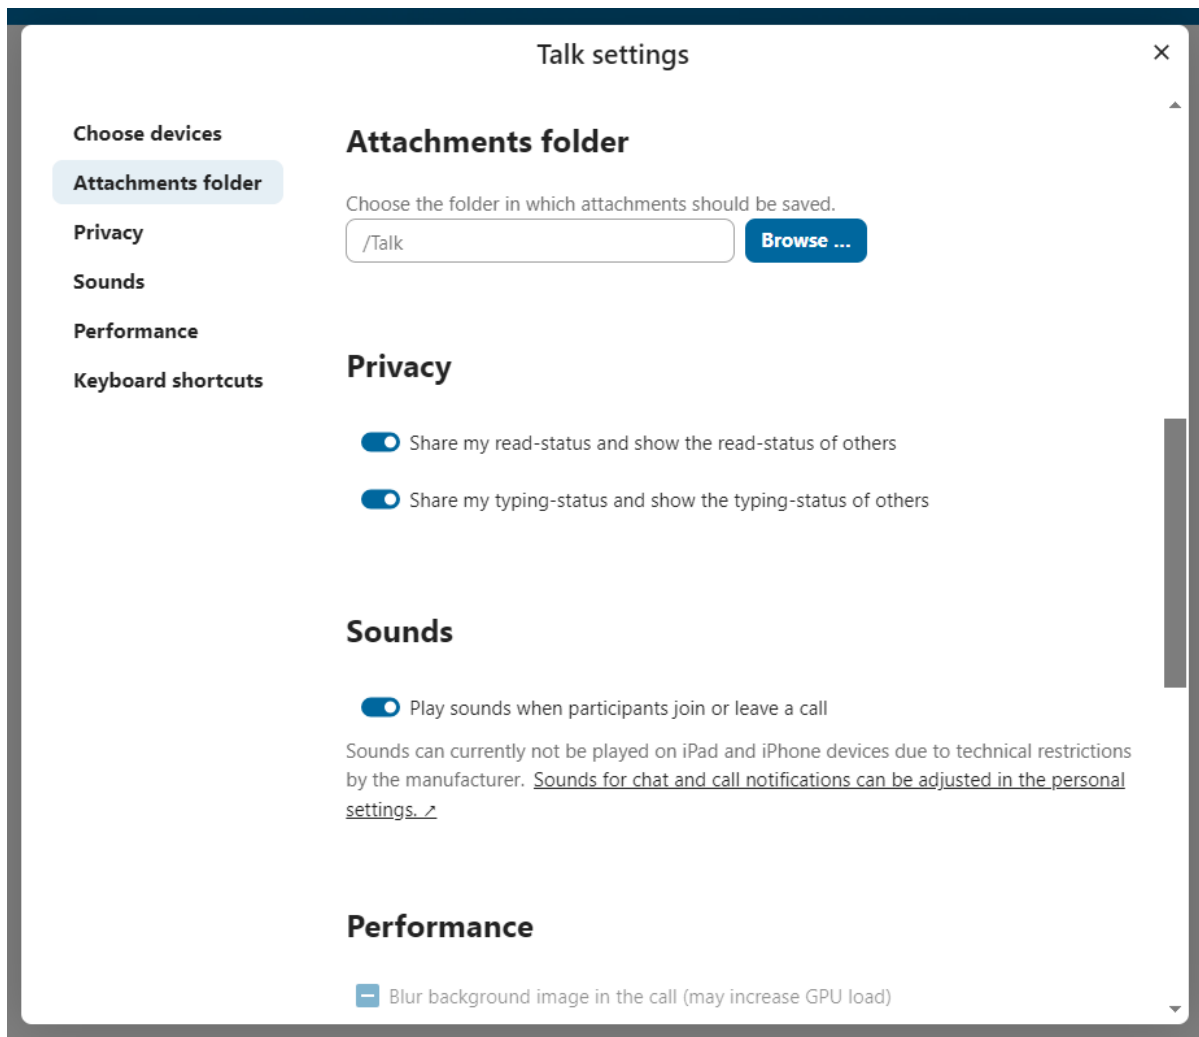 Talk settings
Choose devices
Attachments folder
Privacy
Sounds
Performance
Keyboard shortcuts
Attachments folder
Choose the folder in which attachments should be saved.
/Talk
Browse ...
Privacy
Share my read-status and show the read-status of others
Share my typing-status and show the typing-status of others
Sounds
Play sounds when participants join or leave a call
Sounds can currently not be played on iPad and iPhone devices due to technical restrictions
by the manufacturer. Sounds for chat and call notifications can be adjusted in the personal
settings. ↗
Performance
Blur background image in the call (may increase GPU load)